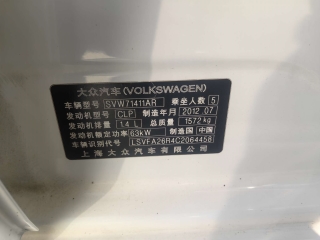 大众汽车(VOLKSWAGEN)
车辆型号 SVW71411AR 乘坐人数 5
发动机型号 CLP 制造年月 2012.07
发动机排量 1.4 L 总质量 1572 kg
发动机额定功率 63kW 制造国 中国
车辆识别代号 LSVFA26R4C2064458
上海大众汽车有限公司